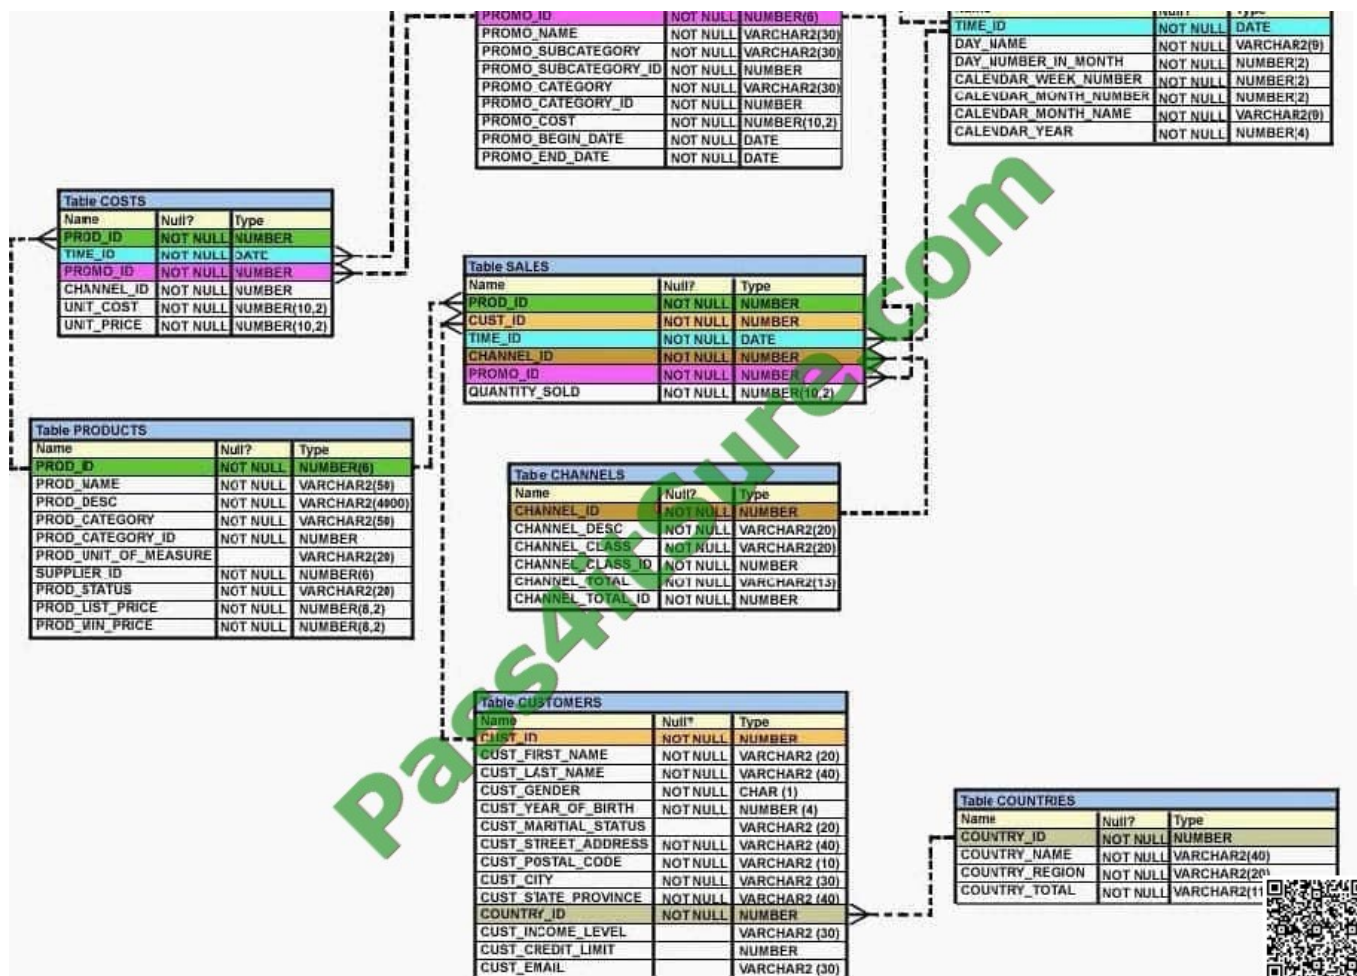 PROMO_ID NOT NULL NUMBER(6)
PROMO_NAME NOT NULL VARCHAR2(30)
PROMO_SUBCATEGORY NOT NULL VARCHAR2(30)
PROMO_SUBCATEGORY_ID NOT NULL NUMBER
PROMO_CATEGORY NOT NULL VARCHAR2(30)
PROMO_CATEGORY_ID NOT NULL NUMBER
PROMO_COST NOT NULL NUMBER(10,2)
PROMO_BEGIN_DATE NOT NULL DATE
PROMO_END_DATE NOT NULL DATE
TIME_ID NOT NULL DATE
DAY_NAME NOT NULL VARCHAR2(9)
DAY_NUMBER_IN_MONTH NOT NULL NUMBER(2)
CALENDAR_WEEK_NUMBER NOT NULL NUMBER(2)
CALENDAR_MONTH_NUMBER NOT NULL NUMBER(2)
CALENDAR_MONTH_NAME NOT NULL VARCHAR2(9)
CALENDAR_YEAR NOT NULL NUMBER(4)
Table COSTS
Name Null? Type
PROD_ID NOT NULL NUMBER
TIME_ID NOT NULL DATE
PROMO_ID NOT NULL NUMBER
CHANNEL_ID NOT NULL NUMBER
UNIT_COST NOT NULL NUMBER(10,2)
UNIT_PRICE NOT NULL NUMBER(10,2)
Table SALES
Name Null? Type
PROD_ID NOT NULL NUMBER
CUST_ID NOT NULL NUMBER
TIME_ID NOT NULL DATE
CHANNEL_ID NOT NULL NUMBER
PROMO_ID NOT NULL NUMBER
QUANTITY_SOLD NOT NULL NUMBER(10,2)
Table PRODUCTS
Name Null? Type
PROD_ID NOT NULL NUMBER(6)
PROD_NAME NOT NULL VARCHAR2(50)
PROD_DESC NOT NULL VARCHAR2(4000)
PROD_CATEGORY NOT NULL VARCHAR2(50)
PROD_CATEGORY_ID NOT NULL NUMBER
PROD_UNIT_OF_MEASURE VARCHAR2(20)
SUPPLIER_ID NOT NULL NUMBER(6)
PROD_STATUS NOT NULL VARCHAR2(20)
PROD_LIST_PRICE NOT NULL NUMBER(8,2)
PROD_MIN_PRICE NOT NULL NUMBER(8,2)
Table CHANNELS
Name Null? Type
CHANNEL_ID NOT NULL NUMBER
CHANNEL_DESC NOT NULL VARCHAR2(20)
CHANNEL_CLASS NOT NULL VARCHAR2(20)
CHANNEL_CLASS_ID NOT NULL NUMBER
CHANNEL_TOTAL NOT NULL VARCHAR2(13)
CHANNEL_TOTAL_ID NOT NULL NUMBER
Table CUSTOMERS
Name Null? Type
CUST_ID NOT NULL NUMBER
CUST_FIRST_NAME NOT NULL VARCHAR2 (20)
CUST_LAST_NAME NOT NULL VARCHAR2 (40)
CUST_GENDER NOT NULL CHAR (1)
CUST_YEAR_OF_BIRTH NOT NULL NUMBER (4)
CUST_MARITIAL_STATUS VARCHAR2 (20)
CUST_STREET_ADDRESS NOT NULL VARCHAR2 (40)
CUST_POSTAL_CODE NOT NULL VARCHAR2 (10)
CUST_CITY NOT NULL VARCHAR2 (30)
CUST_STATE_PROVINCE NOT NULL VARCHAR2 (40)
COUNTRY_ID NOT NULL NUMBER
CUST_INCOME_LEVEL VARCHAR2 (30)
CUST_CREDIT_LIMIT NUMBER
CUST_EMAIL VARCHAR2 (30)
Table COUNTRIES
Name Null? Type
COUNTRY_ID NOT NULL NUMBER
COUNTRY_NAME NOT NULL VARCHAR2(40)
COUNTRY_REGION NOT NULL VARCHAR2(20)
COUNTRY_TOTAL NOT NULL
Pass4itSure.com